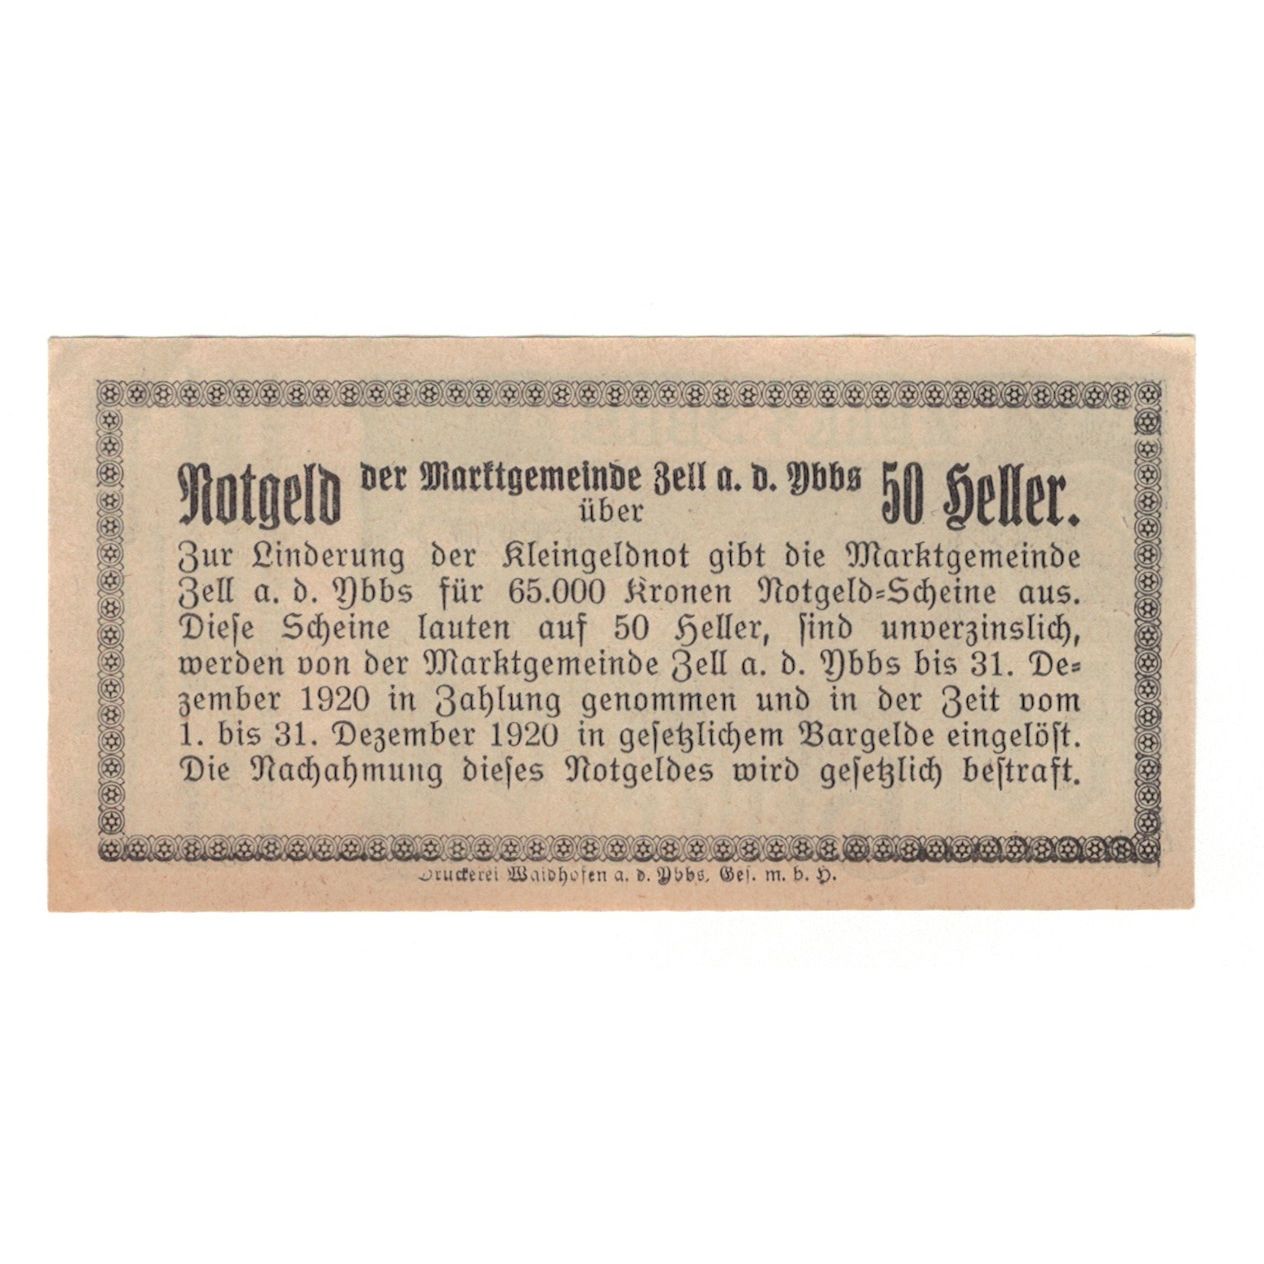 Notgeld der Marktgemeinde Zell a. d. Ybbs 50 Heller.
über
Zur Linderung der Kleingeldnot gibt die Marktgemeinde
Zell a. d. Ybbs für 65.000 Kronen Notgeld-Scheine aus.
Diese Scheine lauten auf 50 Heller, sind unverzinslich,
werden von der Marktgemeinde Zell a. d. Ybbs bis 31. De-
zember 1920 in Zahlung genommen und in der Zeit vom
1. bis 31. Dezember 1920 in gesetzlichem Bargelde eingelöst.
Die Nachahmung dieses Notgeldes wird gesetzlich bestraft.
Druckerei Waidhofen a. d. Ybbs, Ges. m. b. H.